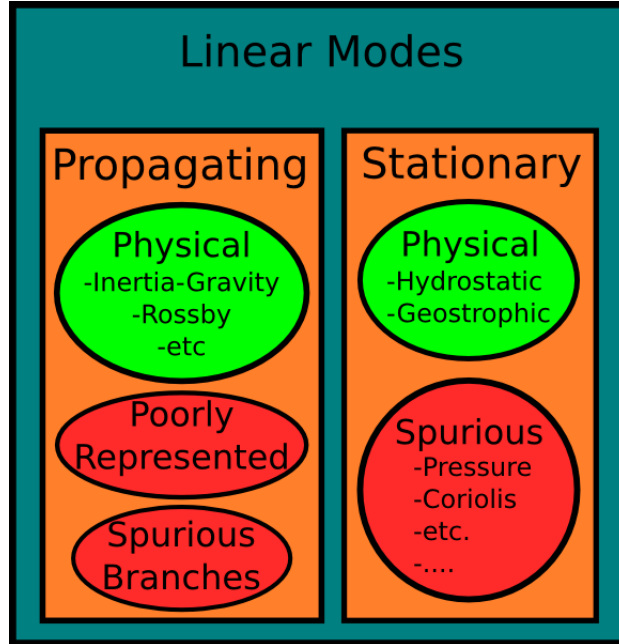 Linear Modes
Propagating
Physical
-Inertia-Gravity
-Rossby
-etc
Poorly
Represented
Spurious
Branches
Stationary
Physical
-Hydrostatic
-Geostrophic
Spurious
-Pressure
-Coriolis
-etc.
-....